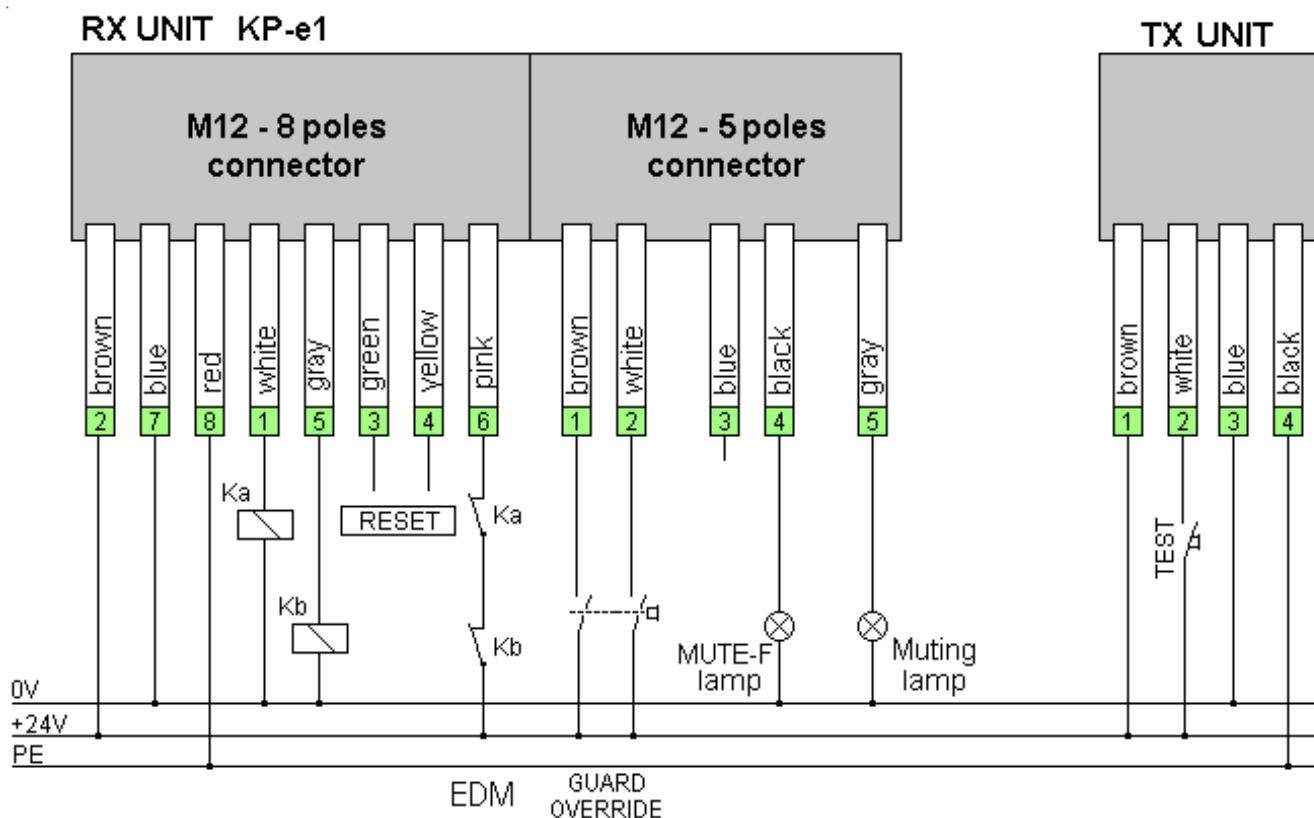 RX UNIT KP-e1
TX UNIT
M12 - 8 poles
connector
M12 - 5 poles
connector
brown
blue
red
white
gray
green
yellow
pink
brown
white
blue
black
gray
brown
white
blue
black
2
7
8
1
5
3
4
6
1
2
3
4
5
1
2
3
4
Ka
RESET
Ka
TEST
Kb
Kb
MUTE-F
lamp
Muting
lamp
0V
+24V
PE
EDM
GUARD
OVERRIDE